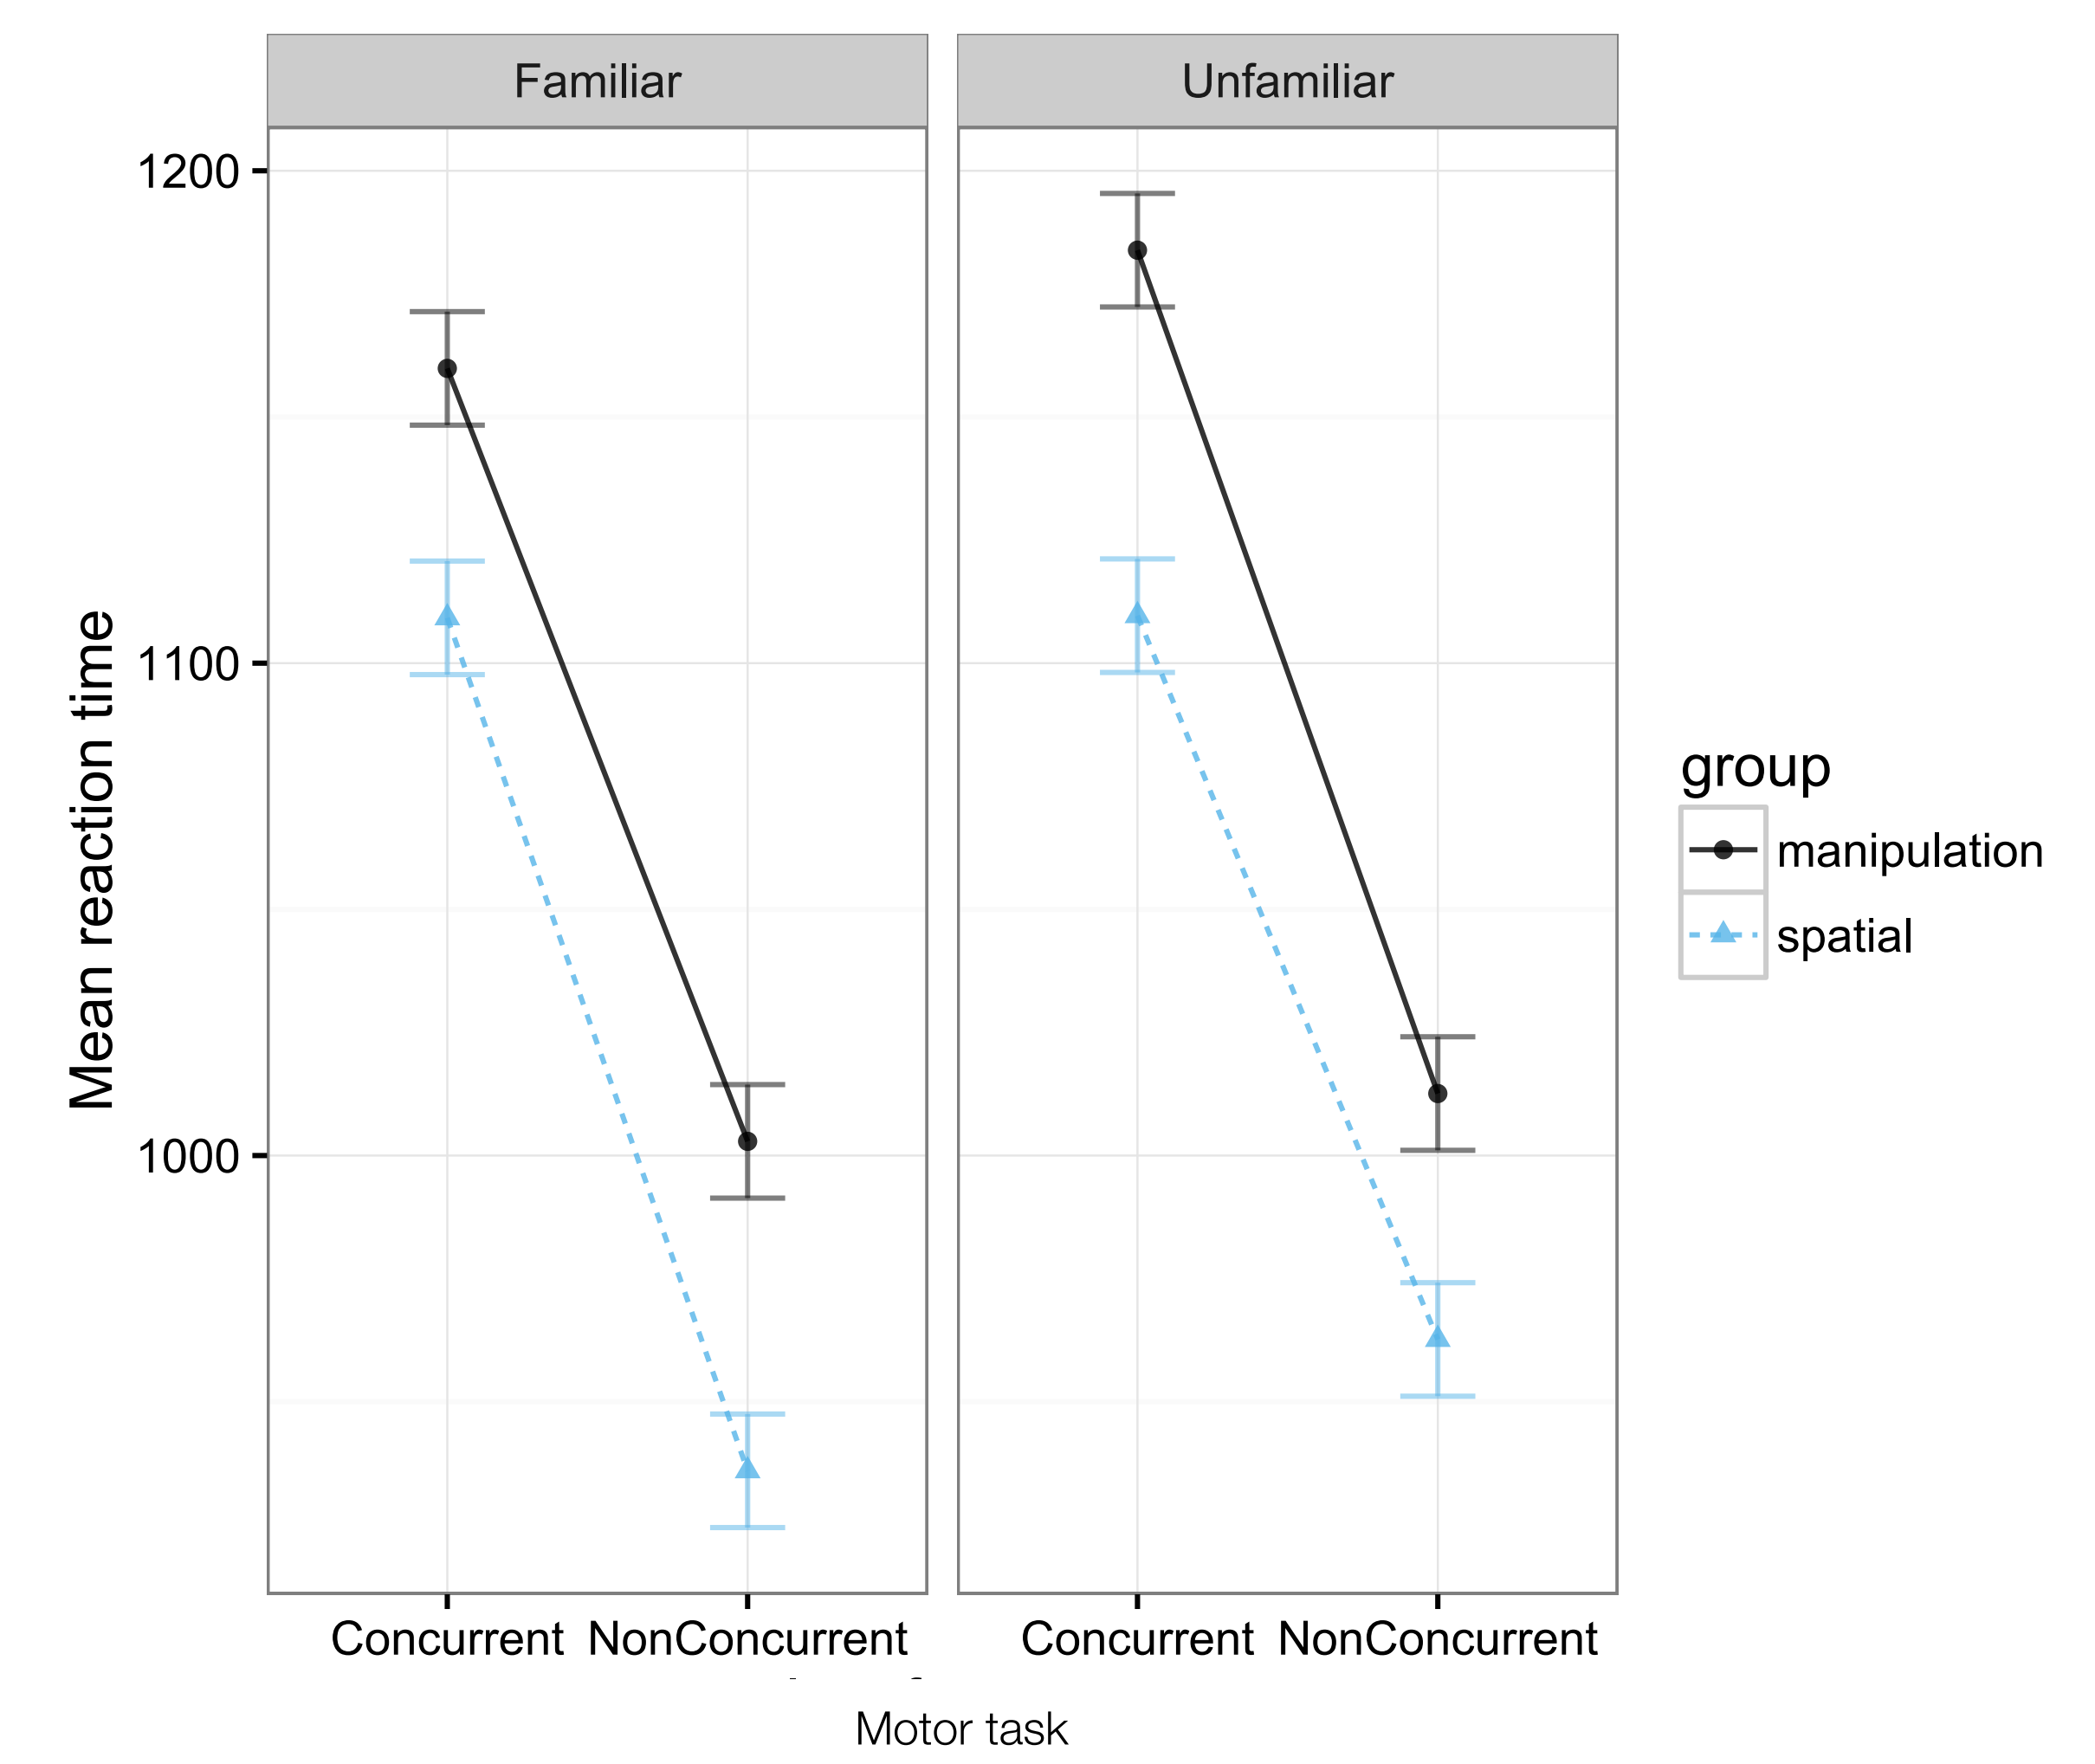 Familiar
Unfamiliar
1200
1100
1000
Mean reaction time
Concurrent NonConcurrent
Concurrent NonConcurrent
Motor task
group
manipulation
spatial